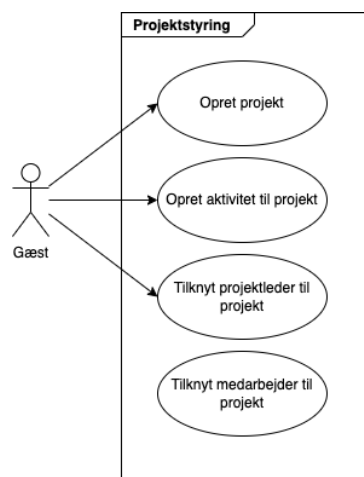 Projektstyring
Opret projekt
Opret aktivitet til projekt
Gæst
Tilknyt projektleder til
projekt
Tilknyt medarbejder til
projekt